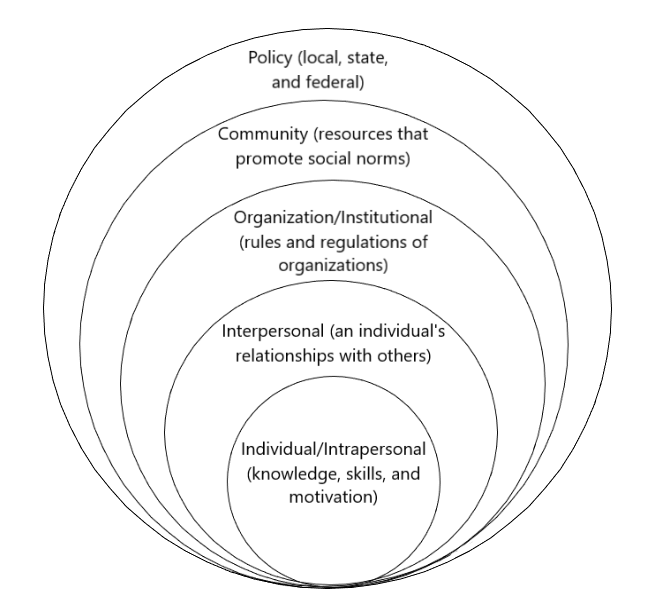 Policy (local, state,
and federal)
Community (resources that
promote social norms)
Organization/Institutional
(rules and regulations of
organizations)
Interpersonal (an individual's
relationships with others)
Individual/Intrapersonal
(knowledge, skills, and
motivation)